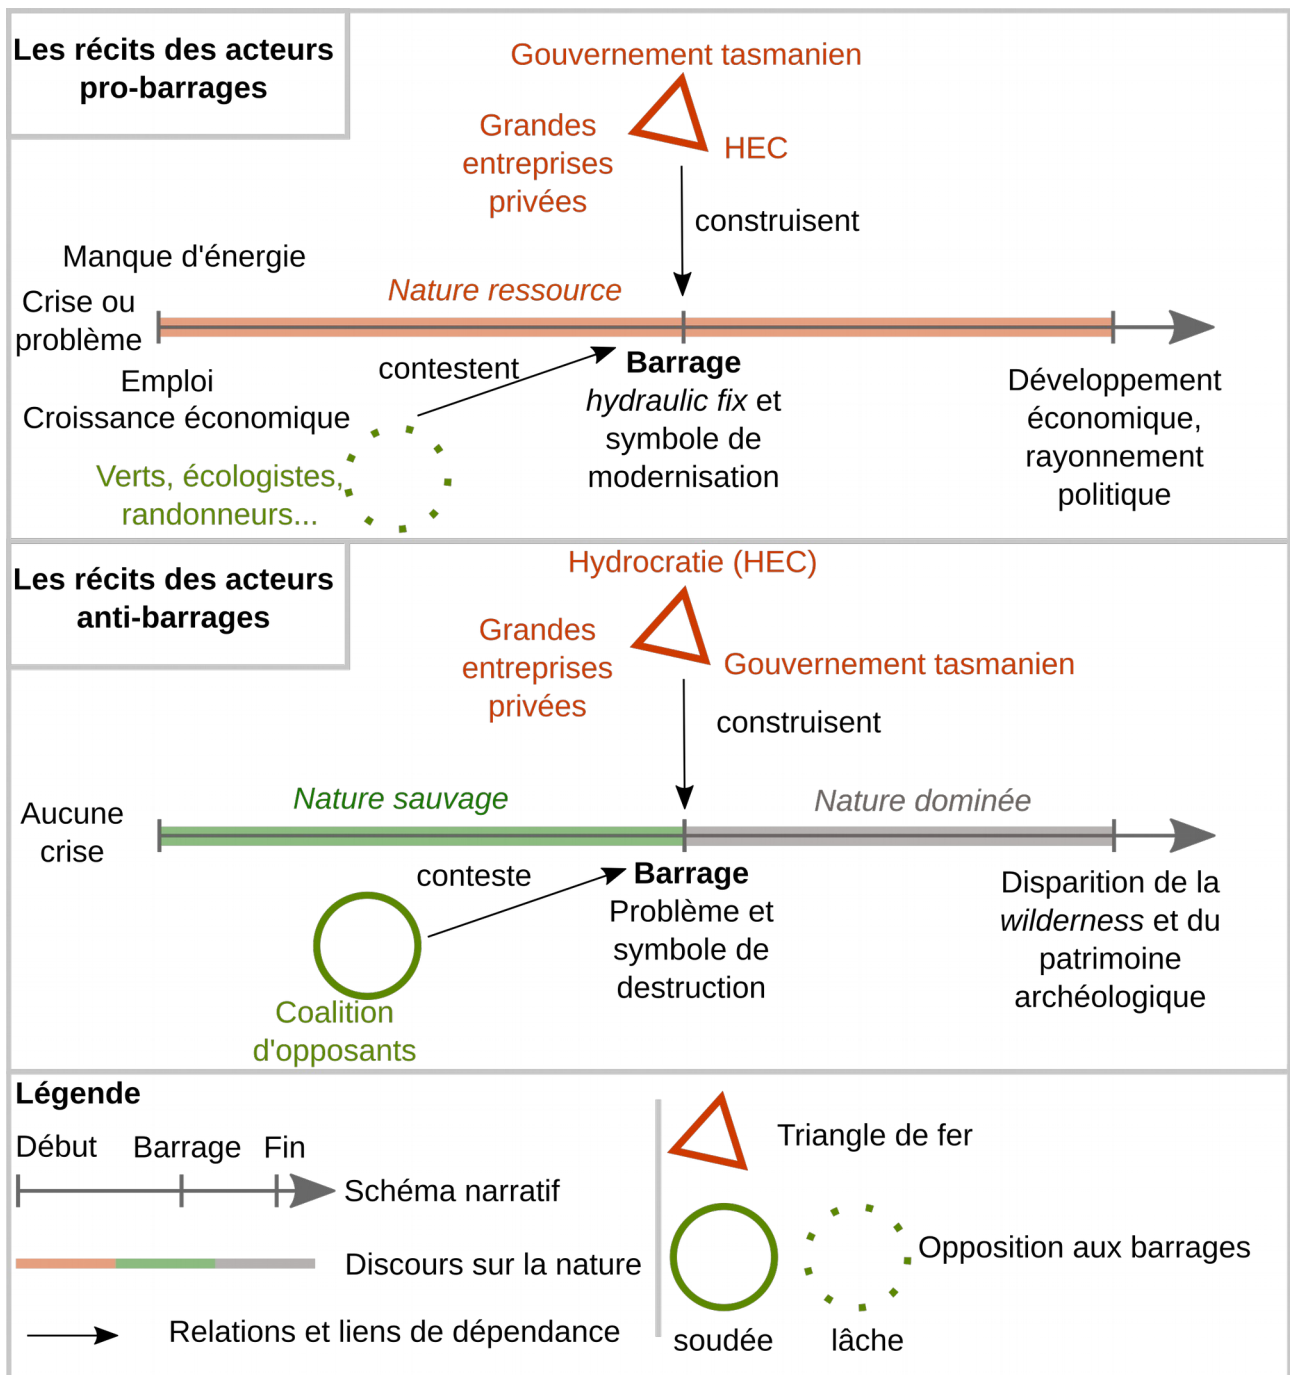 Les récits des acteurs
pro-barrages
Gouvernement tasmanien
Grandes
entreprises
privées
HEC
construisent
Manque d'énergie
Nature ressource
Crise ou
problème
contestent
Barrage
hydraulic fix et
symbole de
modernisation
Emploi
Croissance économique
Développement
économique,
rayonnement
politique
Verts, écologistes,
randonneurs...
Les récits des acteurs
anti-barrages
Hydrocratie (HEC)
Grandes
entreprises
privées
Gouvernement tasmanien
construisent
Nature sauvage
Nature dominée
Aucune
crise
conteste
Barrage
Problème et
symbole de
destruction
Disparition de la
wilderness et du
patrimoine
archéologique
Coalition
d'opposants
Légende
Début Barrage Fin
Schéma narratif
Discours sur la nature
Relations et liens de dépendance
Triangle de fer
Opposition aux barrages
soudée lâche